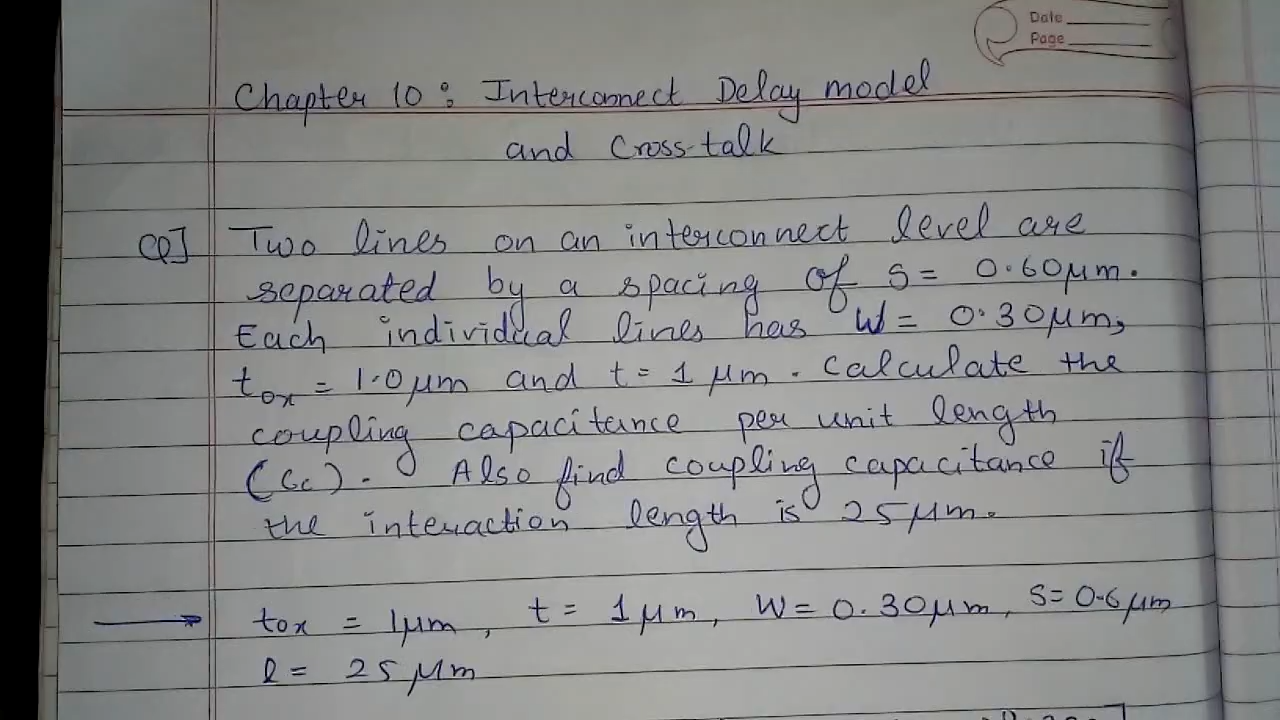 Date
Page
Chapter 10 : Interconnect Delay model
and Cross-talk
Q] Two lines on an interconnect level are
separated by a spacing of S = 0.60μm.
Each individual lines has W = 0.30μm,
tox = 1.0μm and t = 1 μm. Calculate the
coupling capacitance per unit length
(Cc). Also find coupling capacitance if
the interaction length is 25μm.
→ tox = 1μm, t = 1μm, W = 0.30μm, S = 0.6μm
l = 25 μm